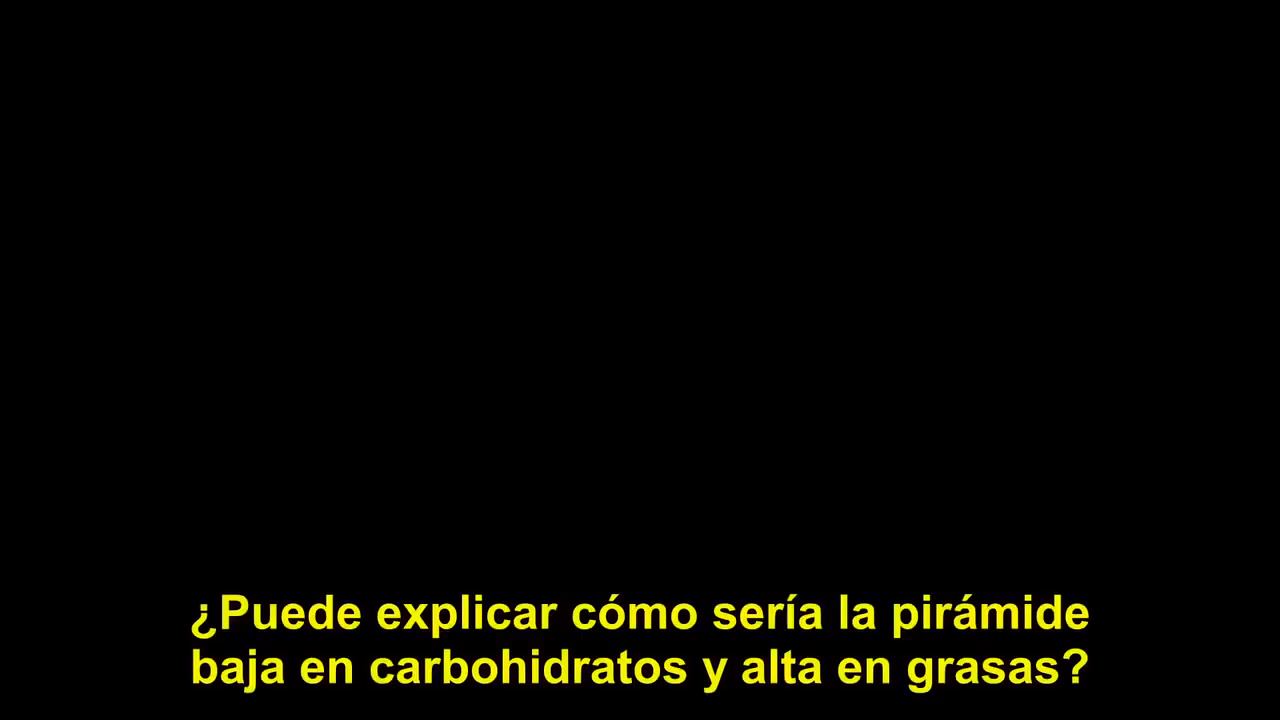 ¿Puede explicar cómo sería la pirámide
baja en carbohidratos y alta en grasas?